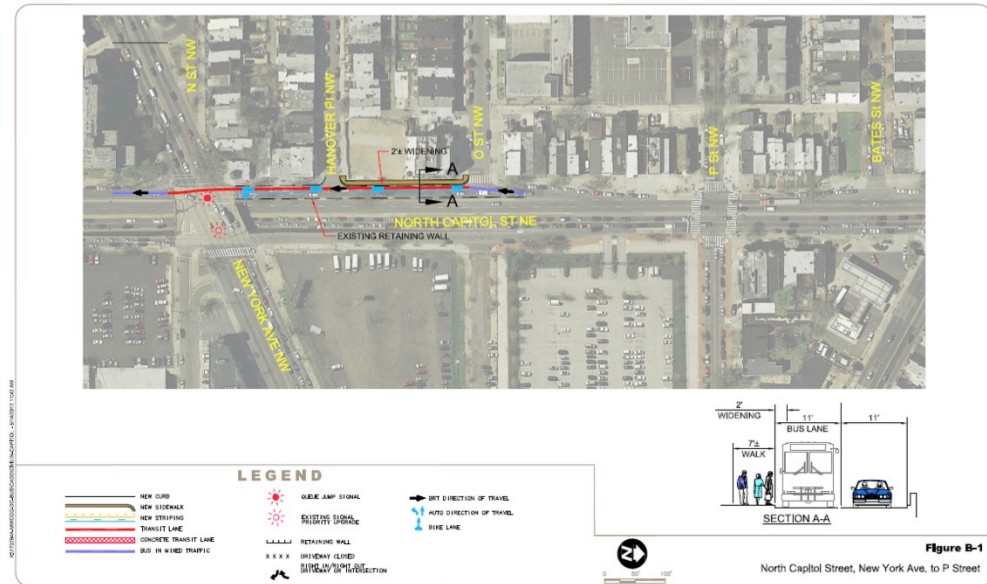 N ST NW
HANOVER PI NW
O ST NW
P St NW
BATES St NW
2'± WIDENING
A
A
NORTH CAPITOL ST NE
EXISTING RETAINING WALL
NEW YORK AVE NW
2'
WIDENING
11'
11'
BUS LANE
7'±
WALK
SECTION A-A
LEGEND
NEW CURB
NEW SIDEWALK
NEW STRIPING
TRANSIT LANE
CONCRETE TRANSIT LANE
BUS IN MIXED TRAFFIC
QUEUE JUMP SIGNAL
EXISTING SIGNAL
PRIORITY UPGRADE
RETAINING WALL
X X X X DRIVEWAY CLOSED
RIGHT IN/RIGHT OUT
DRIVEWAY OR INTERSECTION
BRT DIRECTION OF TRAVEL
AUTO DIRECTION OF TRAVEL
BIKE LANE
N
0 50' 100'
Figure B-1
North Capitol Street, New York Ave. to P Street